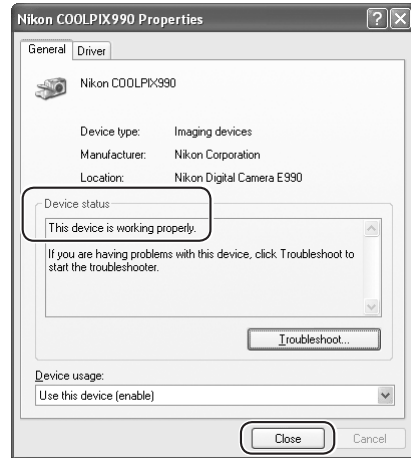 Nikon COOLPIX990 Properties
General Driver
Nikon COOLPIX990
Device type: Imaging devices
Manufacturer: Nikon Corporation
Location: Nikon Digital Camera E990
Device status
This device is working properly.
If you are having problems with this device, click Troubleshoot to
start the troubleshooter.
Troubleshoot...
Device usage:
Use this device (enable)
Close Cancel